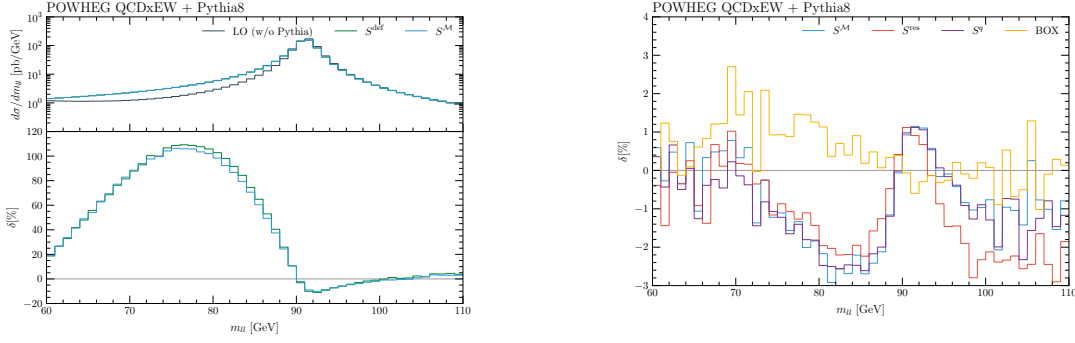 POWHEG QCDxEW + Pythia8
LO (w/o Pythia) S^def S^ℳ
dσ/dm_ll [pb/GeV]
10^3
10^2
10^1
10^0
120
100
80
60
40
20
0
−20
δ[%]
60 70 80 90 100 110
m_ll [GeV]
POWHEG QCDxEW + Pythia8
S^ℳ S^res S^q BOX
4
3
2
1
0
−1
−2
−3
δ[%]
60 70 80 90 100 110
m_ll [GeV]